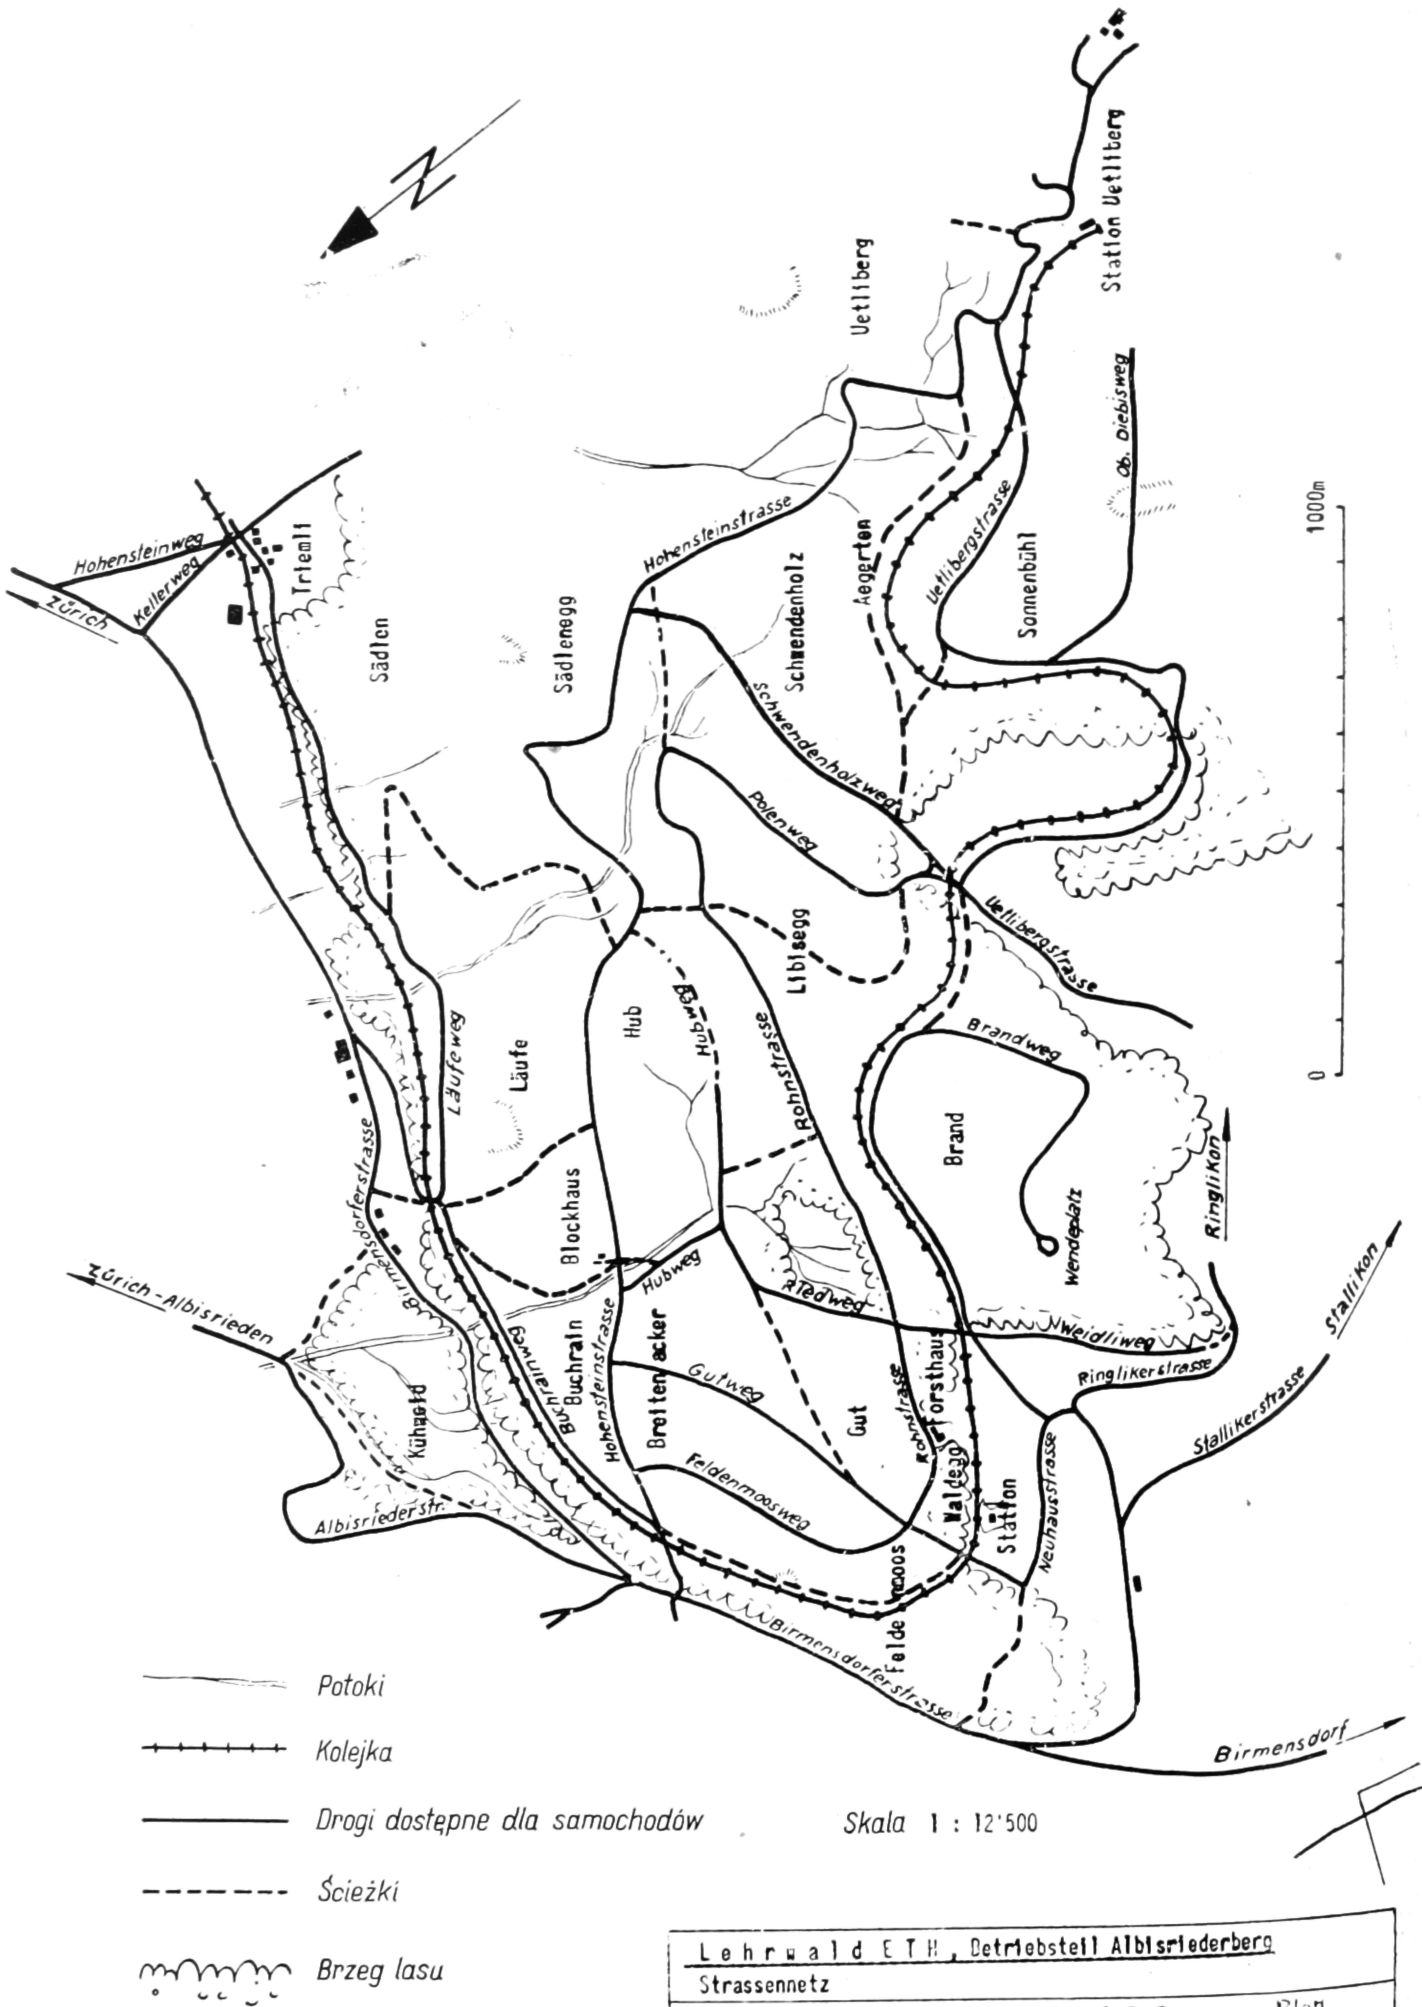 Station Uetliberg
Uetliberg
Ob. Diebisweg
Hohensteinweg
Kellerweg
Zürich
Triemli
Hohensteinstrasse
Aegerten
Uetlibergstrasse
Sonnenbühl
1000m
0
Sädlen
Sädlenegg
Schwendenholz
Schwendenholzweg
Polenweg
Uetlibergstrasse
Libisegg
Hub
Hubweg
Rohnstrasse
Brandweg
Brand
Wendeplatz
Läufeweg
Läufe
Birmensdorferstrasse
Blockhaus
Hubweg
Riedweg
Weidliweg
Ringlikon
Stallikon
Zürich-Albisrieden
Birmensdorferstrasse
Buchrainweg
Buchrain
Hohensteinstrasse
Breitenacker
Gutweg
Gut
Rohnstrasse
Forsthaus
Waldegg
Station
Ringlikerstrasse
Stallikerstrasse
Neuhausstrasse
Feldenmoosweg
Albisriederstr.
Birmensdorferstrasse
Birmensdorf
Potoki
Kolejka
Drogi dostępne dla samochodów
Skala 1 : 12'500
Ścieżki
Brzeg lasu
Lehrwald ETH, Betriebsteil Albisriederberg
Strassennetz